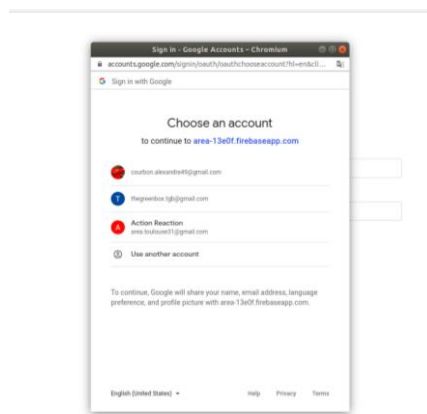 Sign in - Google Accounts - Chromium
accounts.google.com/signin/oauth/oauthchooseaccount?hl=en&cli...
G Sign in with Google
Choose an account
to continue to area-13e0f.firebaseapp.com
courbon.alexandre49@gmail.com
T thegreenbox.tgb@gmail.com
A Action Reaction
area.toulouse31@gmail.com
Use another account
To continue, Google will share your name, email address, language
preference, and profile picture with area-13e0f.firebaseapp.com.
English (United States) Help Privacy Terms